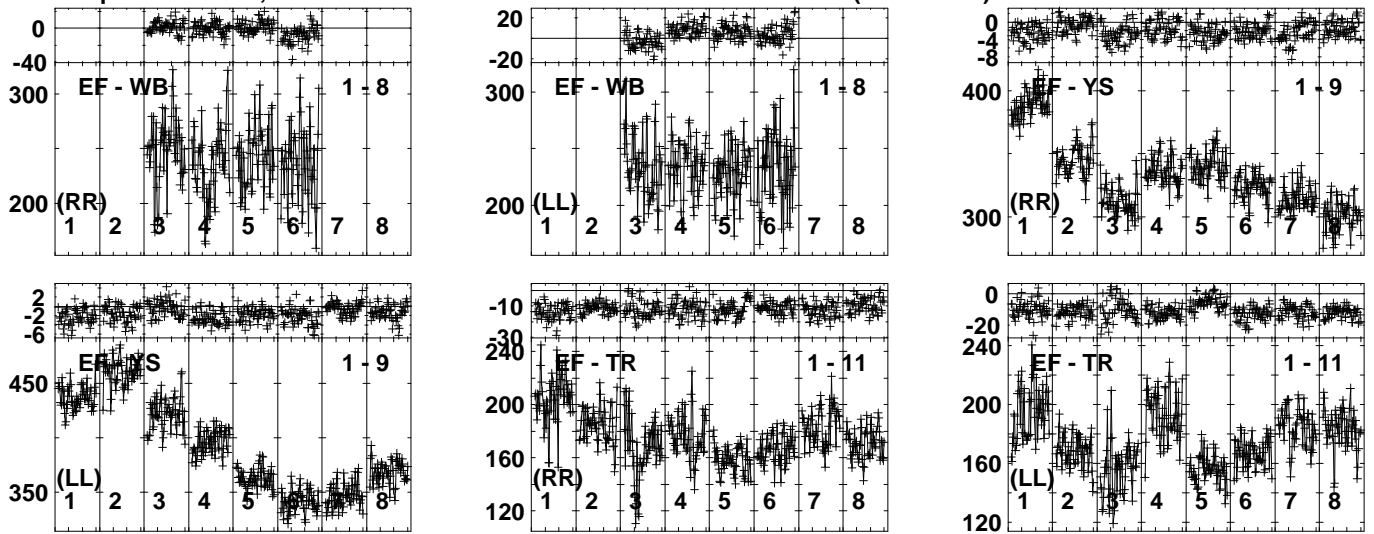 0
-40
EF - WB 1 - 8
300
200
(RR)
1 2 3 4 5 6 7 8
20
-20
EF - WB 1 - 8
300
200
(LL)
1 2 3 4 5 6 7 8
0
-4
-8
EF - YS 1 - 9
400
300
(RR)
1 2 3 4 5 6 7 8
2
-2
-6
EF - YS 1 - 9
450
350
(LL)
1 2 3 4 5 6 7 8
-10
-30
EF - TR 1 - 11
240
200
160
120
(RR)
1 2 3 4 5 6 7 8
0
-20
EF - TR 1 - 11
240
200
160
120
(LL)
1 2 3 4 5 6 7 8